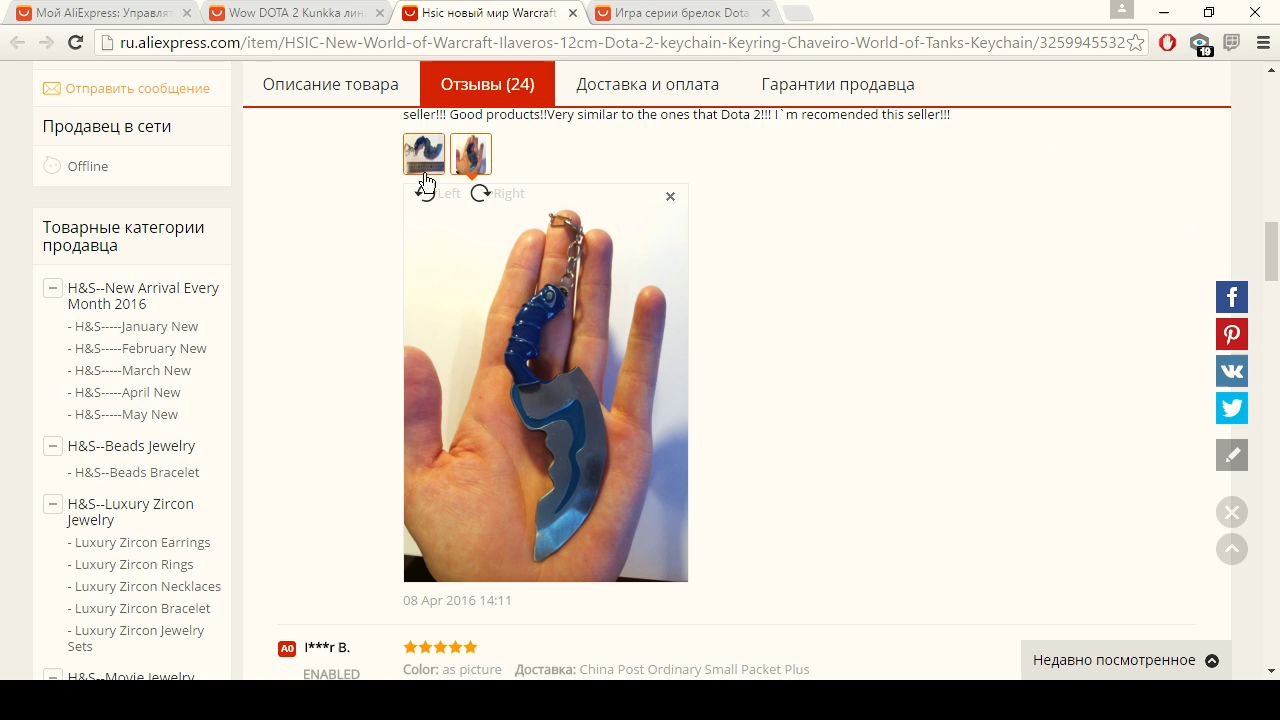 Мой AliExpress: Управлят
Wow DOTA 2 Kunkka лин
Hsic новый мир Warcraft
Игра серии брелок Dota
ru.aliexpress.com/item/HSIC-New-World-of-Warcraft-Ilaveros-12cm-Dota-2-keychain-Keyring-Chaveiro-World-of-Tanks-Keychain/3259945532
19
Отправить сообщение
Продавец в сети
Offline
Товарные категории
продавца
H&S--New Arrival Every
Month 2016
- H&S-----January New
- H&S-----February New
- H&S-----March New
- H&S-----April New
- H&S-----May New
H&S--Beads Jewelry
- H&S--Beads Bracelet
H&S--Luxury Zircon
Jewelry
- Luxury Zircon Earrings
- Luxury Zircon Rings
- Luxury Zircon Necklaces
- Luxury Zircon Bracelet
- Luxury Zircon Jewelry
Sets
H&S--Movie Jewelry
Описание товара
Отзывы (24)
Доставка и оплата
Гарантии продавца
seller!!! Good products!!Very similar to the ones that Dota 2!!! I`m recomended this seller!!!
Left
Right
08 Apr 2016 14:11
A0 I***r B.
ENABLED
Color: as picture Доставка: China Post Ordinary Small Packet Plus
Недавно посмотренное